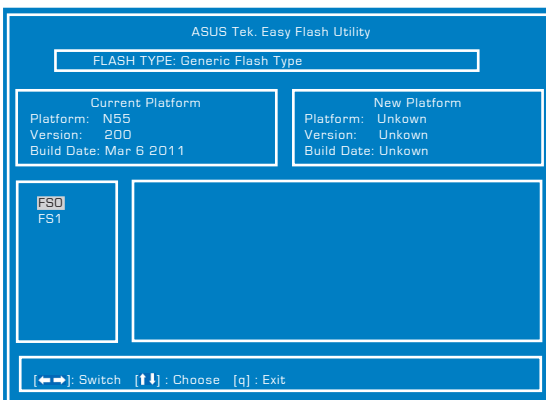 ASUS Tek. Easy Flash Utility
FLASH TYPE: Generic Flash Type
Current Platform
Platform: N55
Version: 200
Build Date: Mar 6 2011
New Platform
Platform: Unkown
Version: Unkown
Build Date: Unkown
FS0
FS1
[←→]: Switch [↑↓] : Choose [q] : Exit